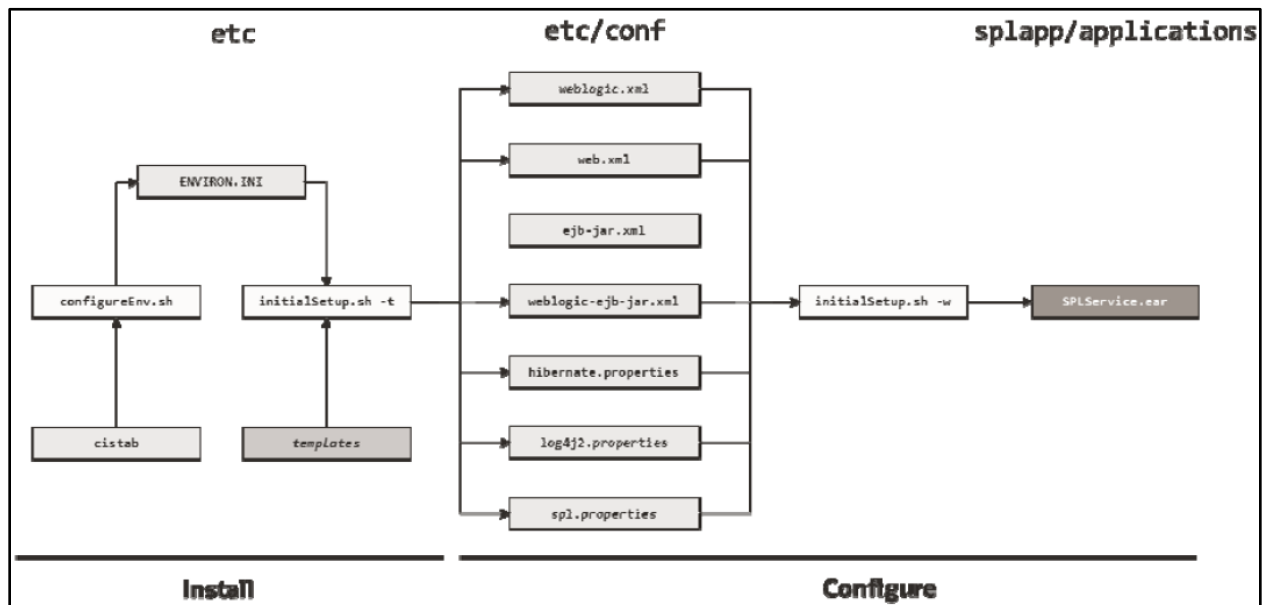 etc
etc/conf
splapp/applications
weblogic.xml
web.xml
ENVIRON.INI
ejb-jar.xml
configureEnv.sh
initialSetup.sh -t
weblogic-ejb-jar.xml
initialSetup.sh -w
SPLService.ear
hibernate.properties
cistab
templates
log4j2.properties
spl.properties
Install
Configure